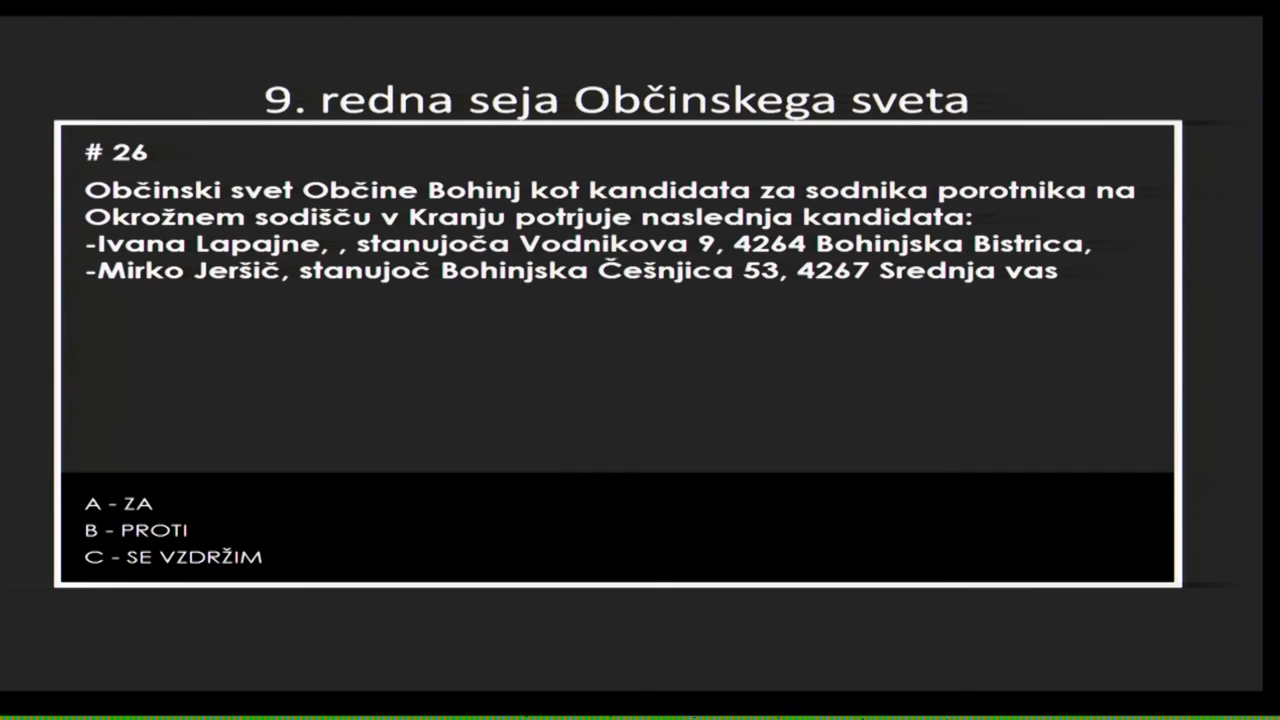 9. redna seja Občinskega sveta
# 26
Občinski svet Občine Bohinj kot kandidata za sodnika porotnika na
Okrožnem sodišču v Kranju potrjuje naslednja kandidata:
-Ivana Lapajne, , stanujoča Vodnikova 9, 4264 Bohinjska Bistrica,
-Mirko Jeršič, stanujoč Bohinjska Češnjica 53, 4267 Srednja vas
A - ZA
B - PROTI
C - SE VZDRŽIM